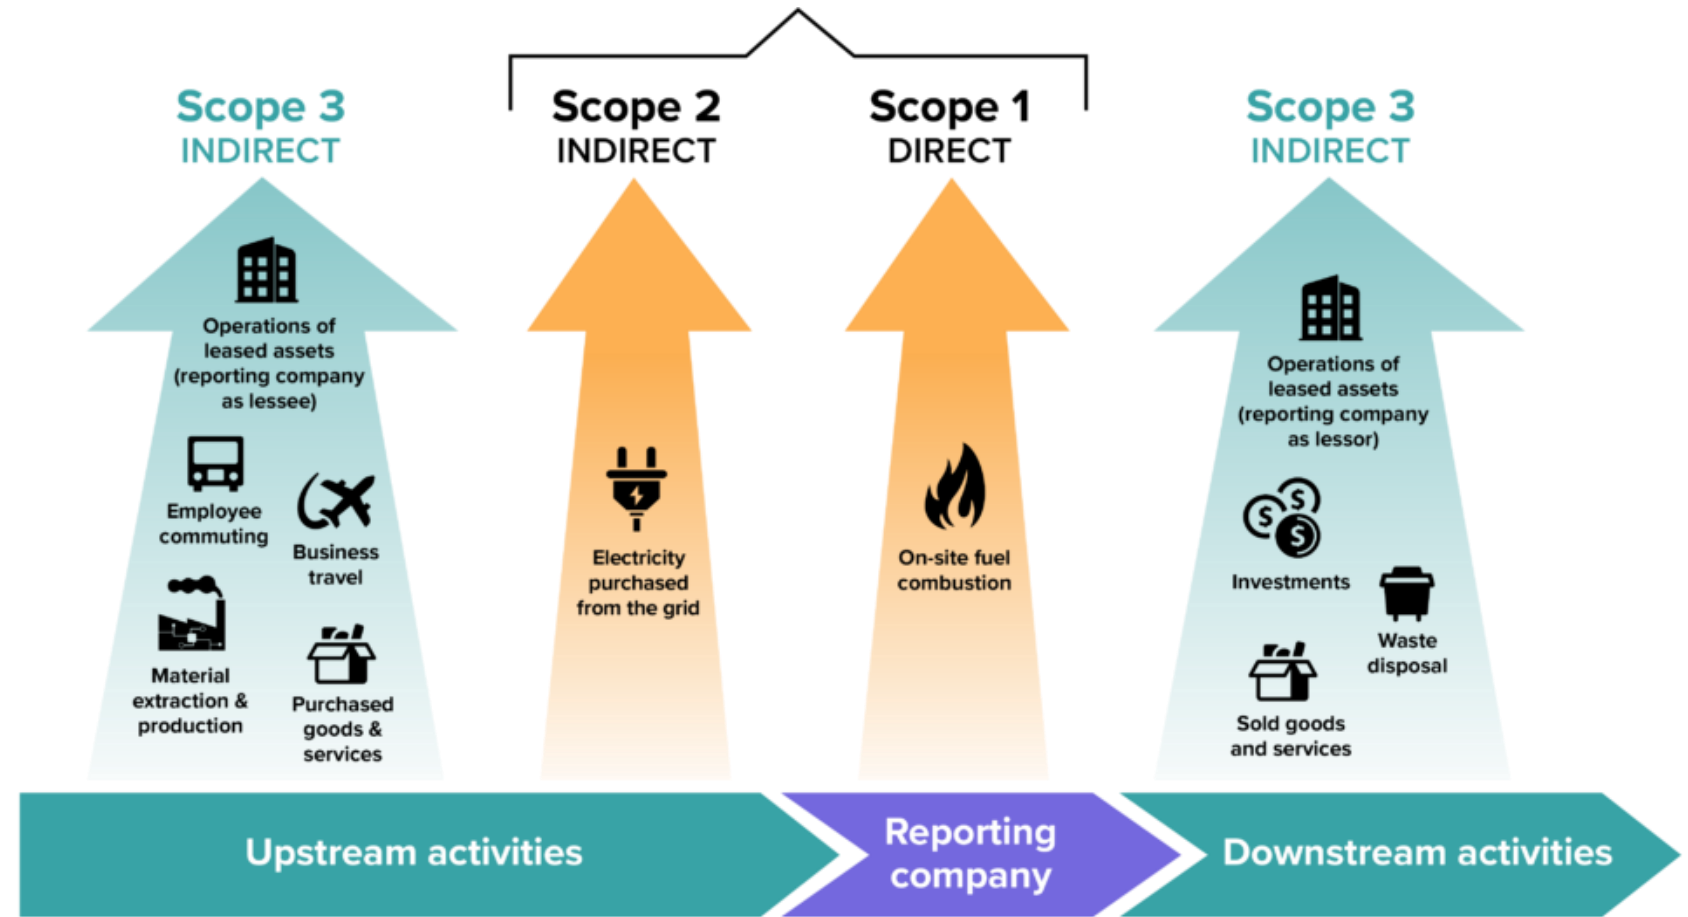 Scope 3
INDIRECT
Operations of
leased assets
(reporting company
as lessee)
Employee
commuting
Business
travel
Material
extraction &
production
Purchased
goods &
services
Scope 2
INDIRECT
Electricity
purchased
from the grid
Scope 1
DIRECT
On-site fuel
combustion
Scope 3
INDIRECT
Operations of
leased assets
(reporting company
as lessor)
$
$
$
Investments
Waste
disposal
Sold goods
and services
Upstream activities
Reporting
company
Downstream activities